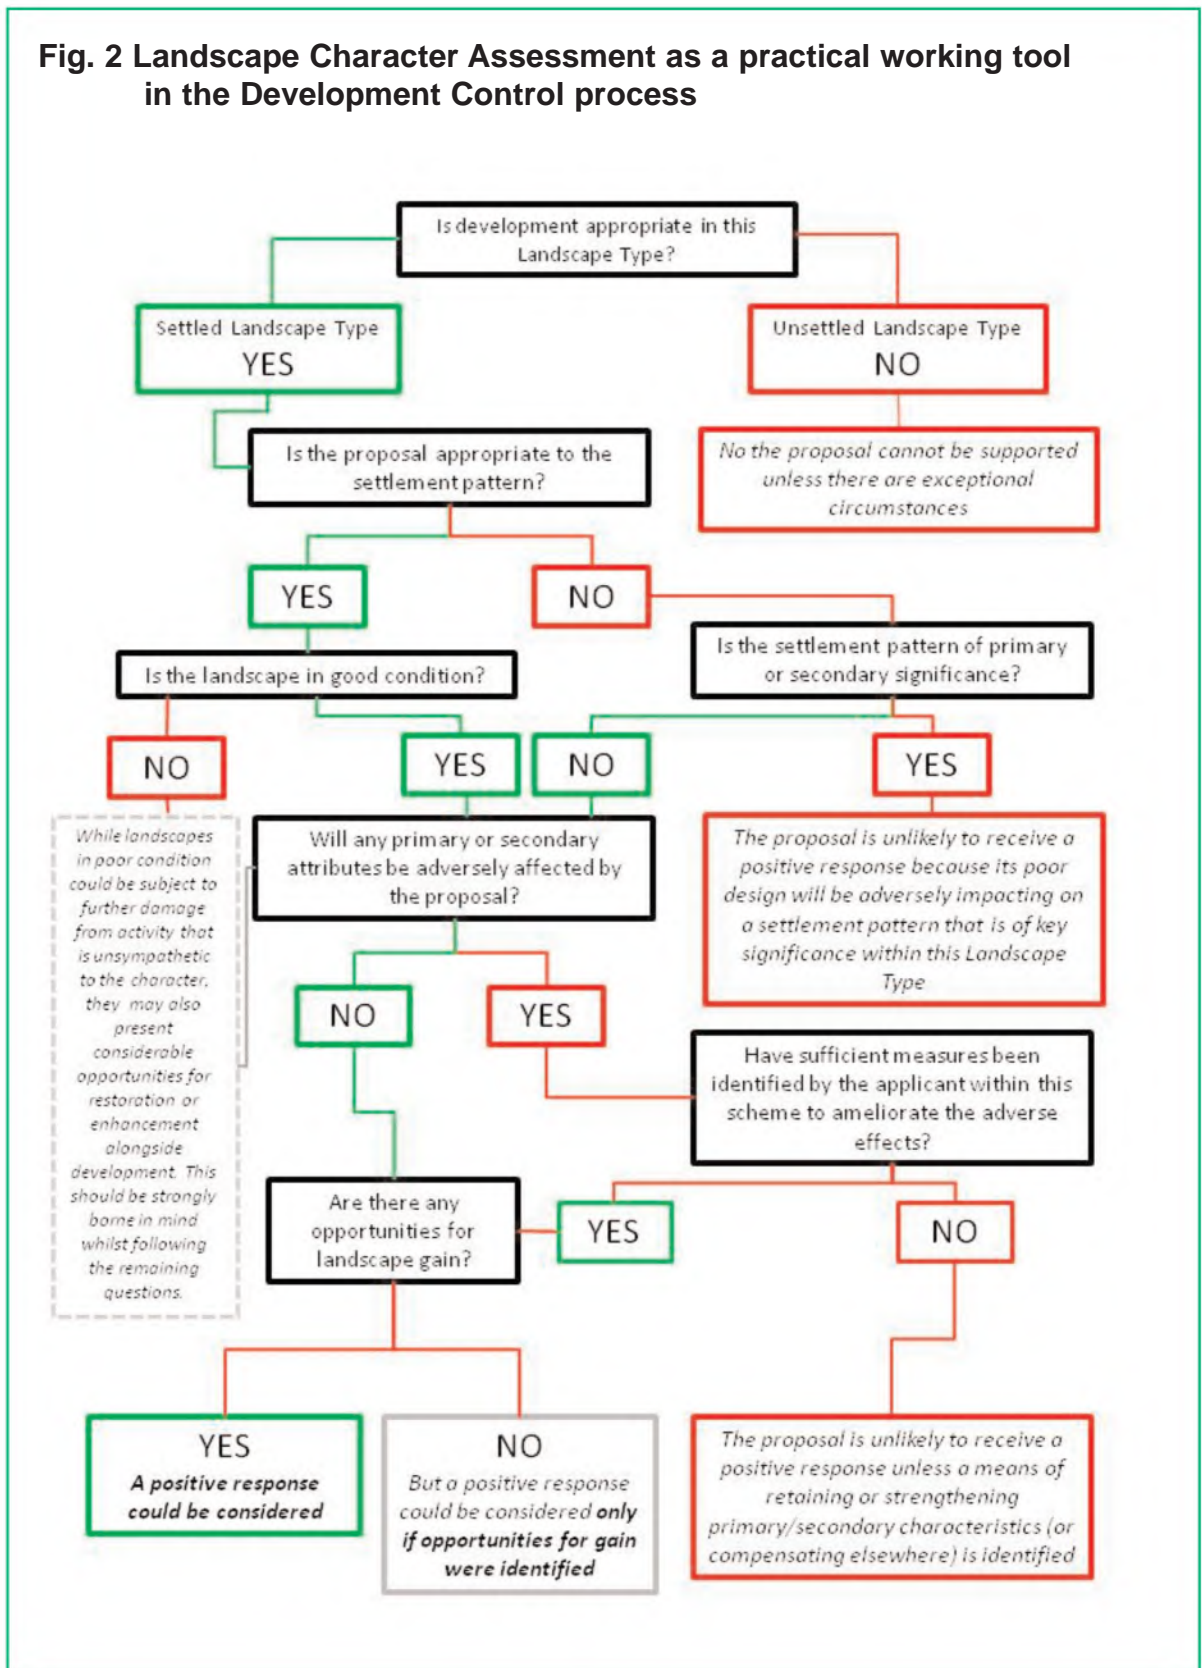 Fig. 2 Landscape Character Assessment as a practical working tool
in the Development Control process
Is development appropriate in this
Landscape Type?
Settled Landscape Type
YES
Unsettled Landscape Type
NO
Is the proposal appropriate to the
settlement pattern?
No the proposal cannot be supported
unless there are exceptional
circumstances
YES
NO
Is the landscape in good condition?
Is the settlement pattern of primary
or secondary significance?
NO
YES
NO
YES
While landscapes
in poor condition
could be subject to
further damage
from activity that
is unsympathetic
to the character,
they may also
present
considerable
opportunities for
restoration or
enhancement
alongside
development. This
should be strongly
borne in mind
whilst following
the remaining
questions.
Will any primary or secondary
attributes be adversely affected by
the proposal?
The proposal is unlikely to receive a
positive response because its poor
design will be adversely impacting on
a settlement pattern that is of key
significance within this Landscape
Type
NO
YES
Have sufficient measures been
identified by the applicant within this
scheme to ameliorate the adverse
effects?
Are there any
opportunities for
landscape gain?
YES
NO
YES
A positive response
could be considered
NO
But a positive response
could be considered only
if opportunities for gain
were identified
The proposal is unlikely to receive a
positive response unless a means of
retaining or strengthening
primary/secondary characteristics (or
compensating elsewhere) is identified